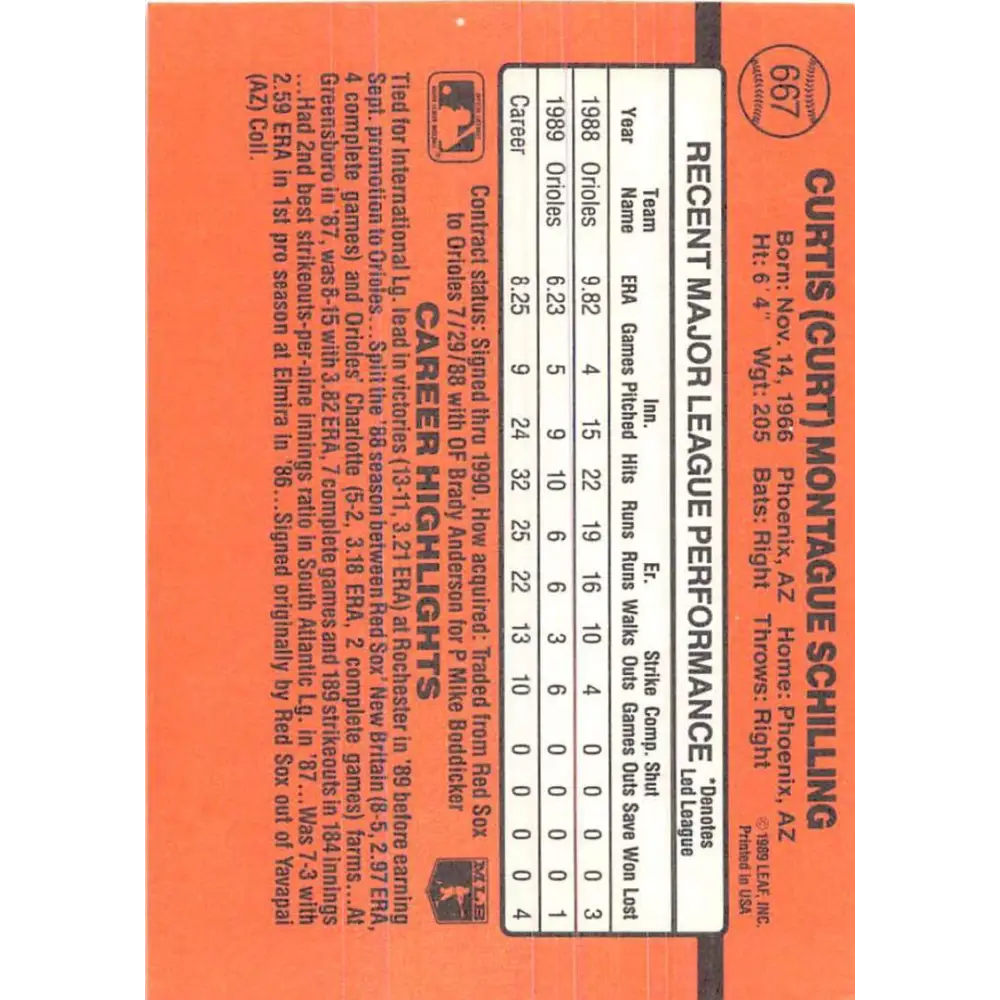 667
CURTIS (CURT) MONTAGUE SCHILLING
Born: Nov. 14, 1966 Phoenix, AZ Home: Phoenix, AZ
Ht: 6' 4" Wgt: 205 Bats: Right Throws: Right
© 1989 LEAF, INC.
Printed in USA
RECENT MAJOR LEAGUE PERFORMANCE
*Denotes
Led League
Team Inn. Er. Strike Comp. Shut
Year Name ERA Games Pitched Hits Runs Runs Walks Outs Games Outs Save Won Lost
1988 Orioles 9.82 4 15 22 19 16 10 4 0 0 0 0 3
1989 Orioles 6.23 5 9 10 6 6 3 6 0 0 0 0 1
Career 8.25 9 24 32 25 22 13 10 0 0 0 0 4
Contract status: Signed thru 1990. How acquired: Traded from Red Sox
to Orioles 7/29/88 with OF Brady Anderson for P Mike Boddicker
MLB
CAREER HIGHLIGHTS
Tied for International Lg. lead in victories (13-11, 3.21 ERA) at Rochester in '89 before earning
Sept. promotion to Orioles...Split the '88 season between Red Sox' New Britain (8-5, 2.97 ERA,
4 complete games) and Orioles' Charlotte (5-2, 3.18 ERA, 2 complete games) farms...At
Greensboro in '87, was 8-15 with 3.82 ERA, 7 complete games and 189 strikeouts in 184 innings
...Had 2nd best strikeouts-per-nine innings ratio in South Atlantic Lg. in '87...Was 7-3 with
2.59 ERA in 1st pro season at Elmira in '86...Signed originally by Red Sox out of Yavapai
(AZ) Coll.